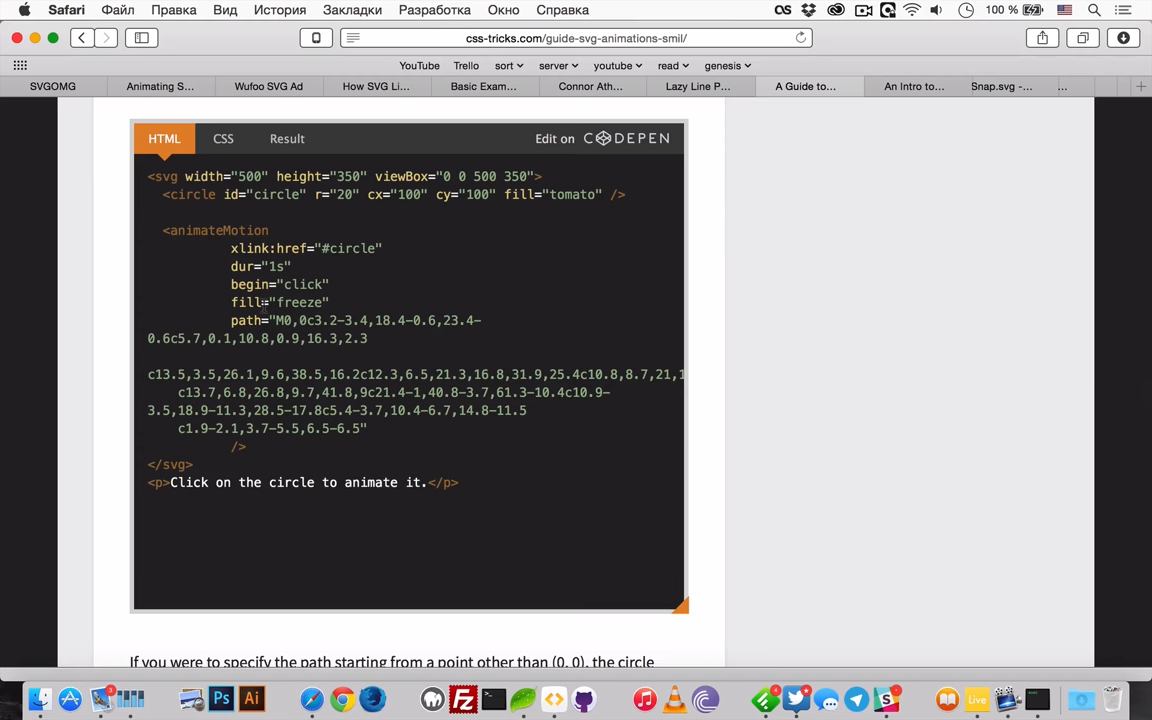 Safari Файл Правка Вид История Закладки Разработка Окно Справка 100 %
css-tricks.com/guide-svg-animations-smil/
YouTube Trello sort server youtube read genesis
SVGOMG Animating S... Wufoo SVG Ad How SVG Li... Basic Exam... Connor Ath... Lazy Line P... A Guide to... An Intro to... Snap.svg -... ...
HTML CSS Result Edit on CODEPEN
<svg width="500" height="350" viewBox="0 0 500 350">
<circle id="circle" r="20" cx="100" cy="100" fill="tomato" />
<animateMotion
xlink:href="#circle"
dur="1s"
begin="click"
fill="freeze"
path="M0,0c3.2-3.4,18.4-0.6,23.4-
0.6c5.7,0.1,10.8,0.9,16.3,2.3
c13.5,3.5,26.1,9.6,38.5,16.2c12.3,6.5,21.3,16.8,31.9,25.4c10.8,8.7,21,1
c13.7,6.8,26.8,9.7,41.8,9c21.4-1,40.8-3.7,61.3-10.4c10.9-
3.5,18.9-11.3,28.5-17.8c5.4-3.7,10.4-6.7,14.8-11.5
c1.9-2.1,3.7-5.5,6.5-6.5"
/>
</svg>
<p>Click on the circle to animate it.</p>
If you were to specify the path starting from a point other than (0, 0), the circle
Ps Ai Fz Live